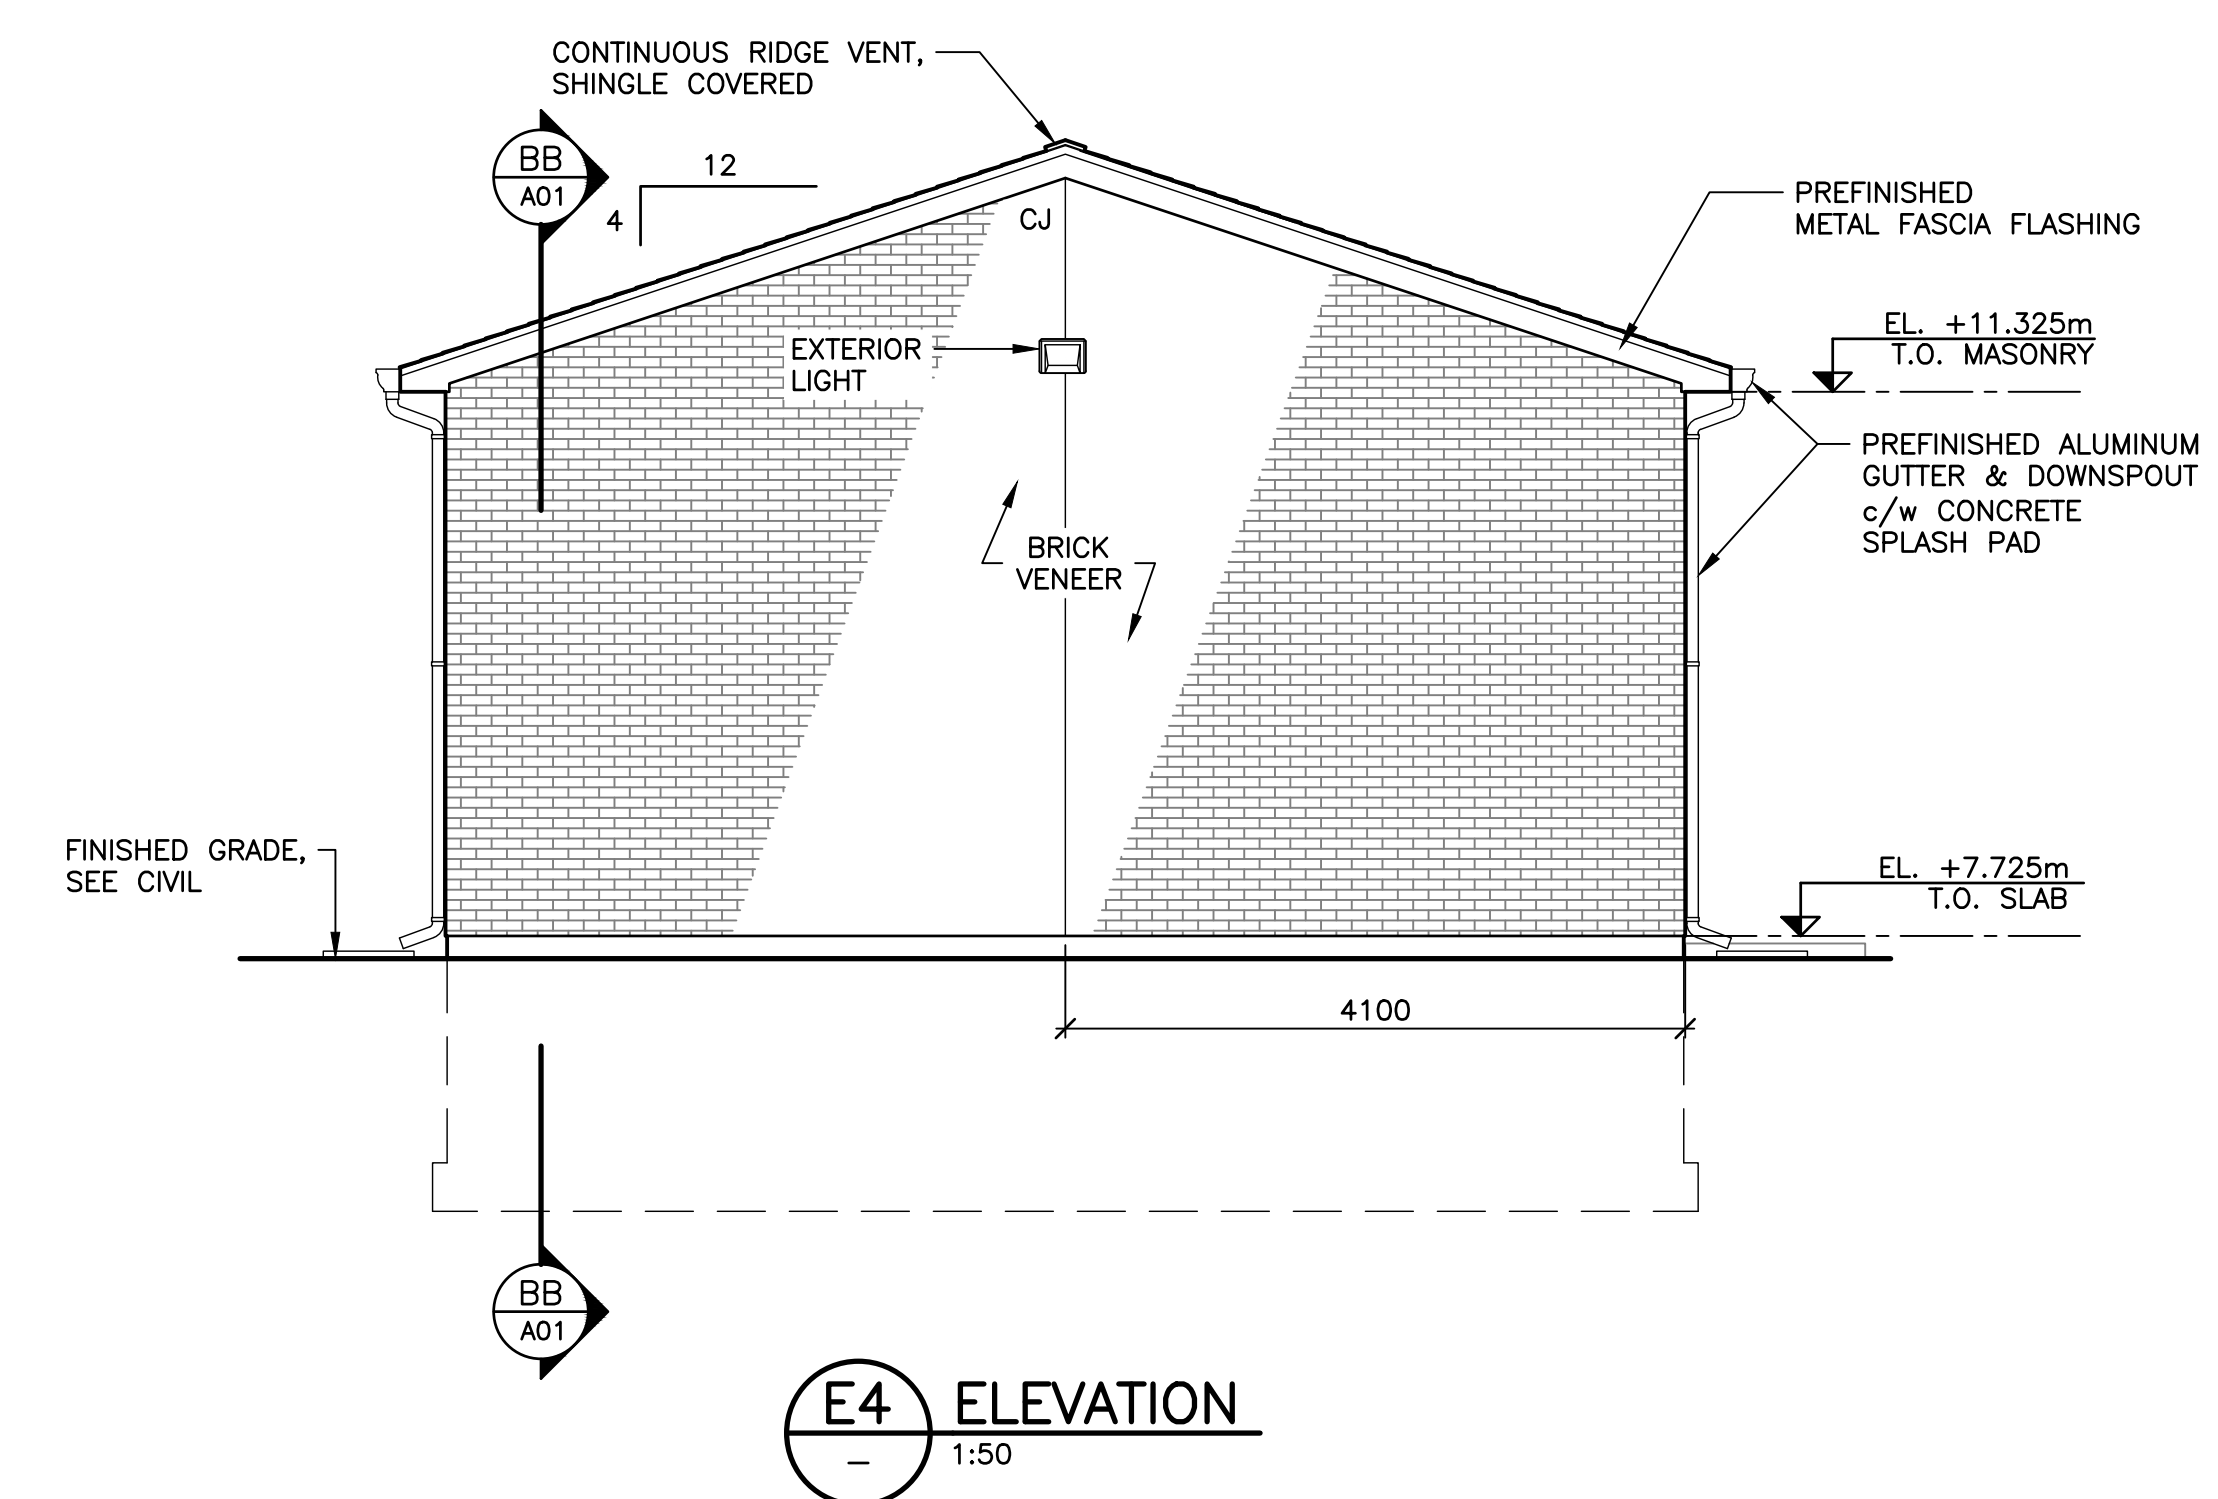 CONTINUOUS RIDGE VENT,
SHINGLE COVERED
BB
A01
12
4
CJ
PREFINISHED
METAL FASCIA FLASHING
EL. +11.325m
T.O. MASONRY
EXTERIOR
LIGHT
PREFINISHED ALUMINUM
GUTTER & DOWNSPOUT
c/w CONCRETE
SPLASH PAD
BRICK
VENEER
FINISHED GRADE,
SEE CIVIL
EL. +7.725m
T.O. SLAB
4100
BB
A01
E4
–
ELEVATION
1:50